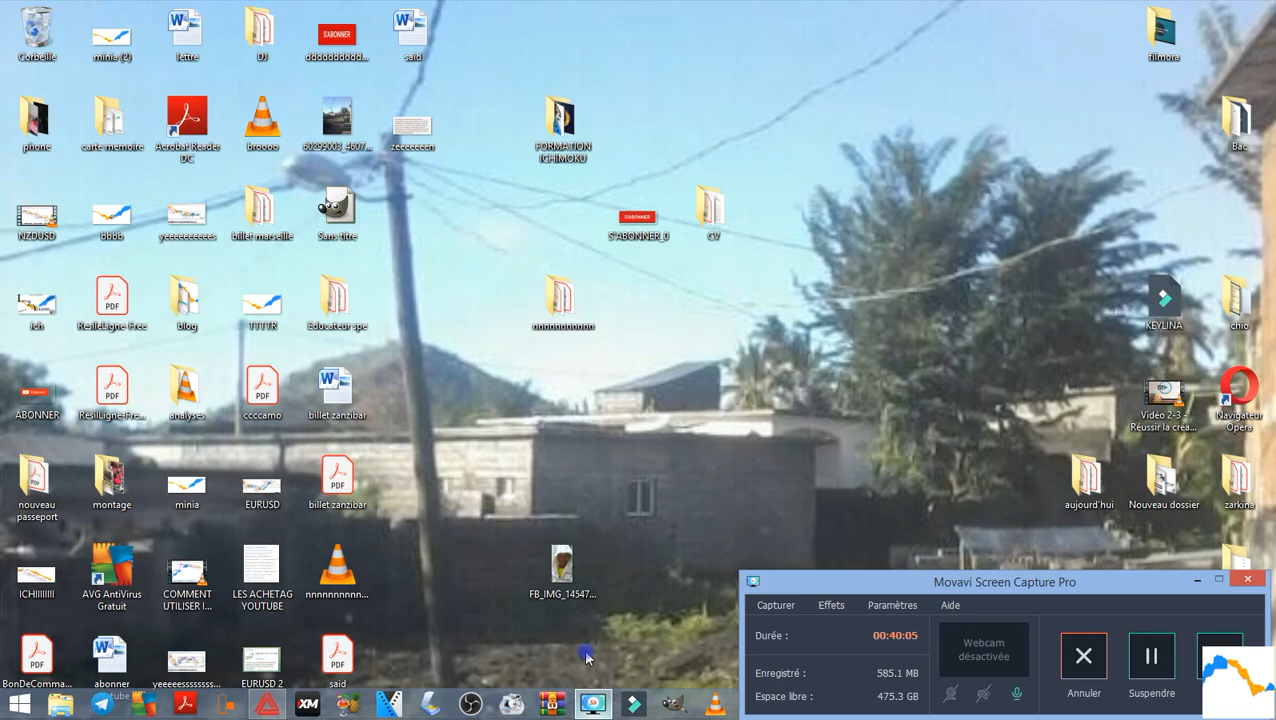 Corbeille
minia (2)
lettre
DJ
S'ABONNER
dddddddddd...
said
filmora
phone
carte memoire
Acrobat Reader
DC
broooo
60299003_4607...
zeeeeeeen
FORMATION
ICHIMOKU
Bac
NZDUSD
bbbb
yeeeeeeeeees
billet marseille
Sans titre
S'ABONNER
S'ABONNER_0
CV
ich
PDF
ResilieLigne-Free
blog
TTTTR
Educateur spe
nnnnnnnnnnn
KEYLINA
chio
ABONNER
PDF
ResilLigne-Fre...
analyses
PDF
ccccamo
billet zanzibar
Vidéo 2-3 -
Réussir la créa...
Navigateur
Opera
nouveau
passeport
montage
minia
EURUSD
PDF
billet zanzibar
aujourd'hui
Nouveau dossier
zarkina
ICHIIIIIIII
AVG AntiVirus
Gratuit
COMMENT
UTILISER I...
LES ACHETAG
YOUTUBE
nnnnnnnnnn...
FB_IMG_14547...
PDF
BonDeComma...
abonner
yeeeeesssssss...
EURUSD 2
PDF
said
Movavi Screen Capture Pro
Capturer
Effets
Paramètres
Aide
Durée :
00:40:05
Webcam
désactivée
Enregistré :
585.1 MB
Espace libre :
475.3 GB
Annuler
Suspendre
XM